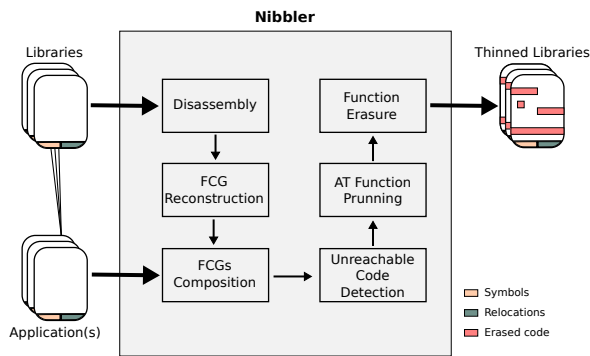 Nibbler
Libraries
Thinned Libraries
Disassembly
Function
Erasure
FCG
Reconstruction
AT Function
Prunning
FCGs
Composition
Unreachable
Code
Detection
Application(s)
Symbols
Relocations
Erased code